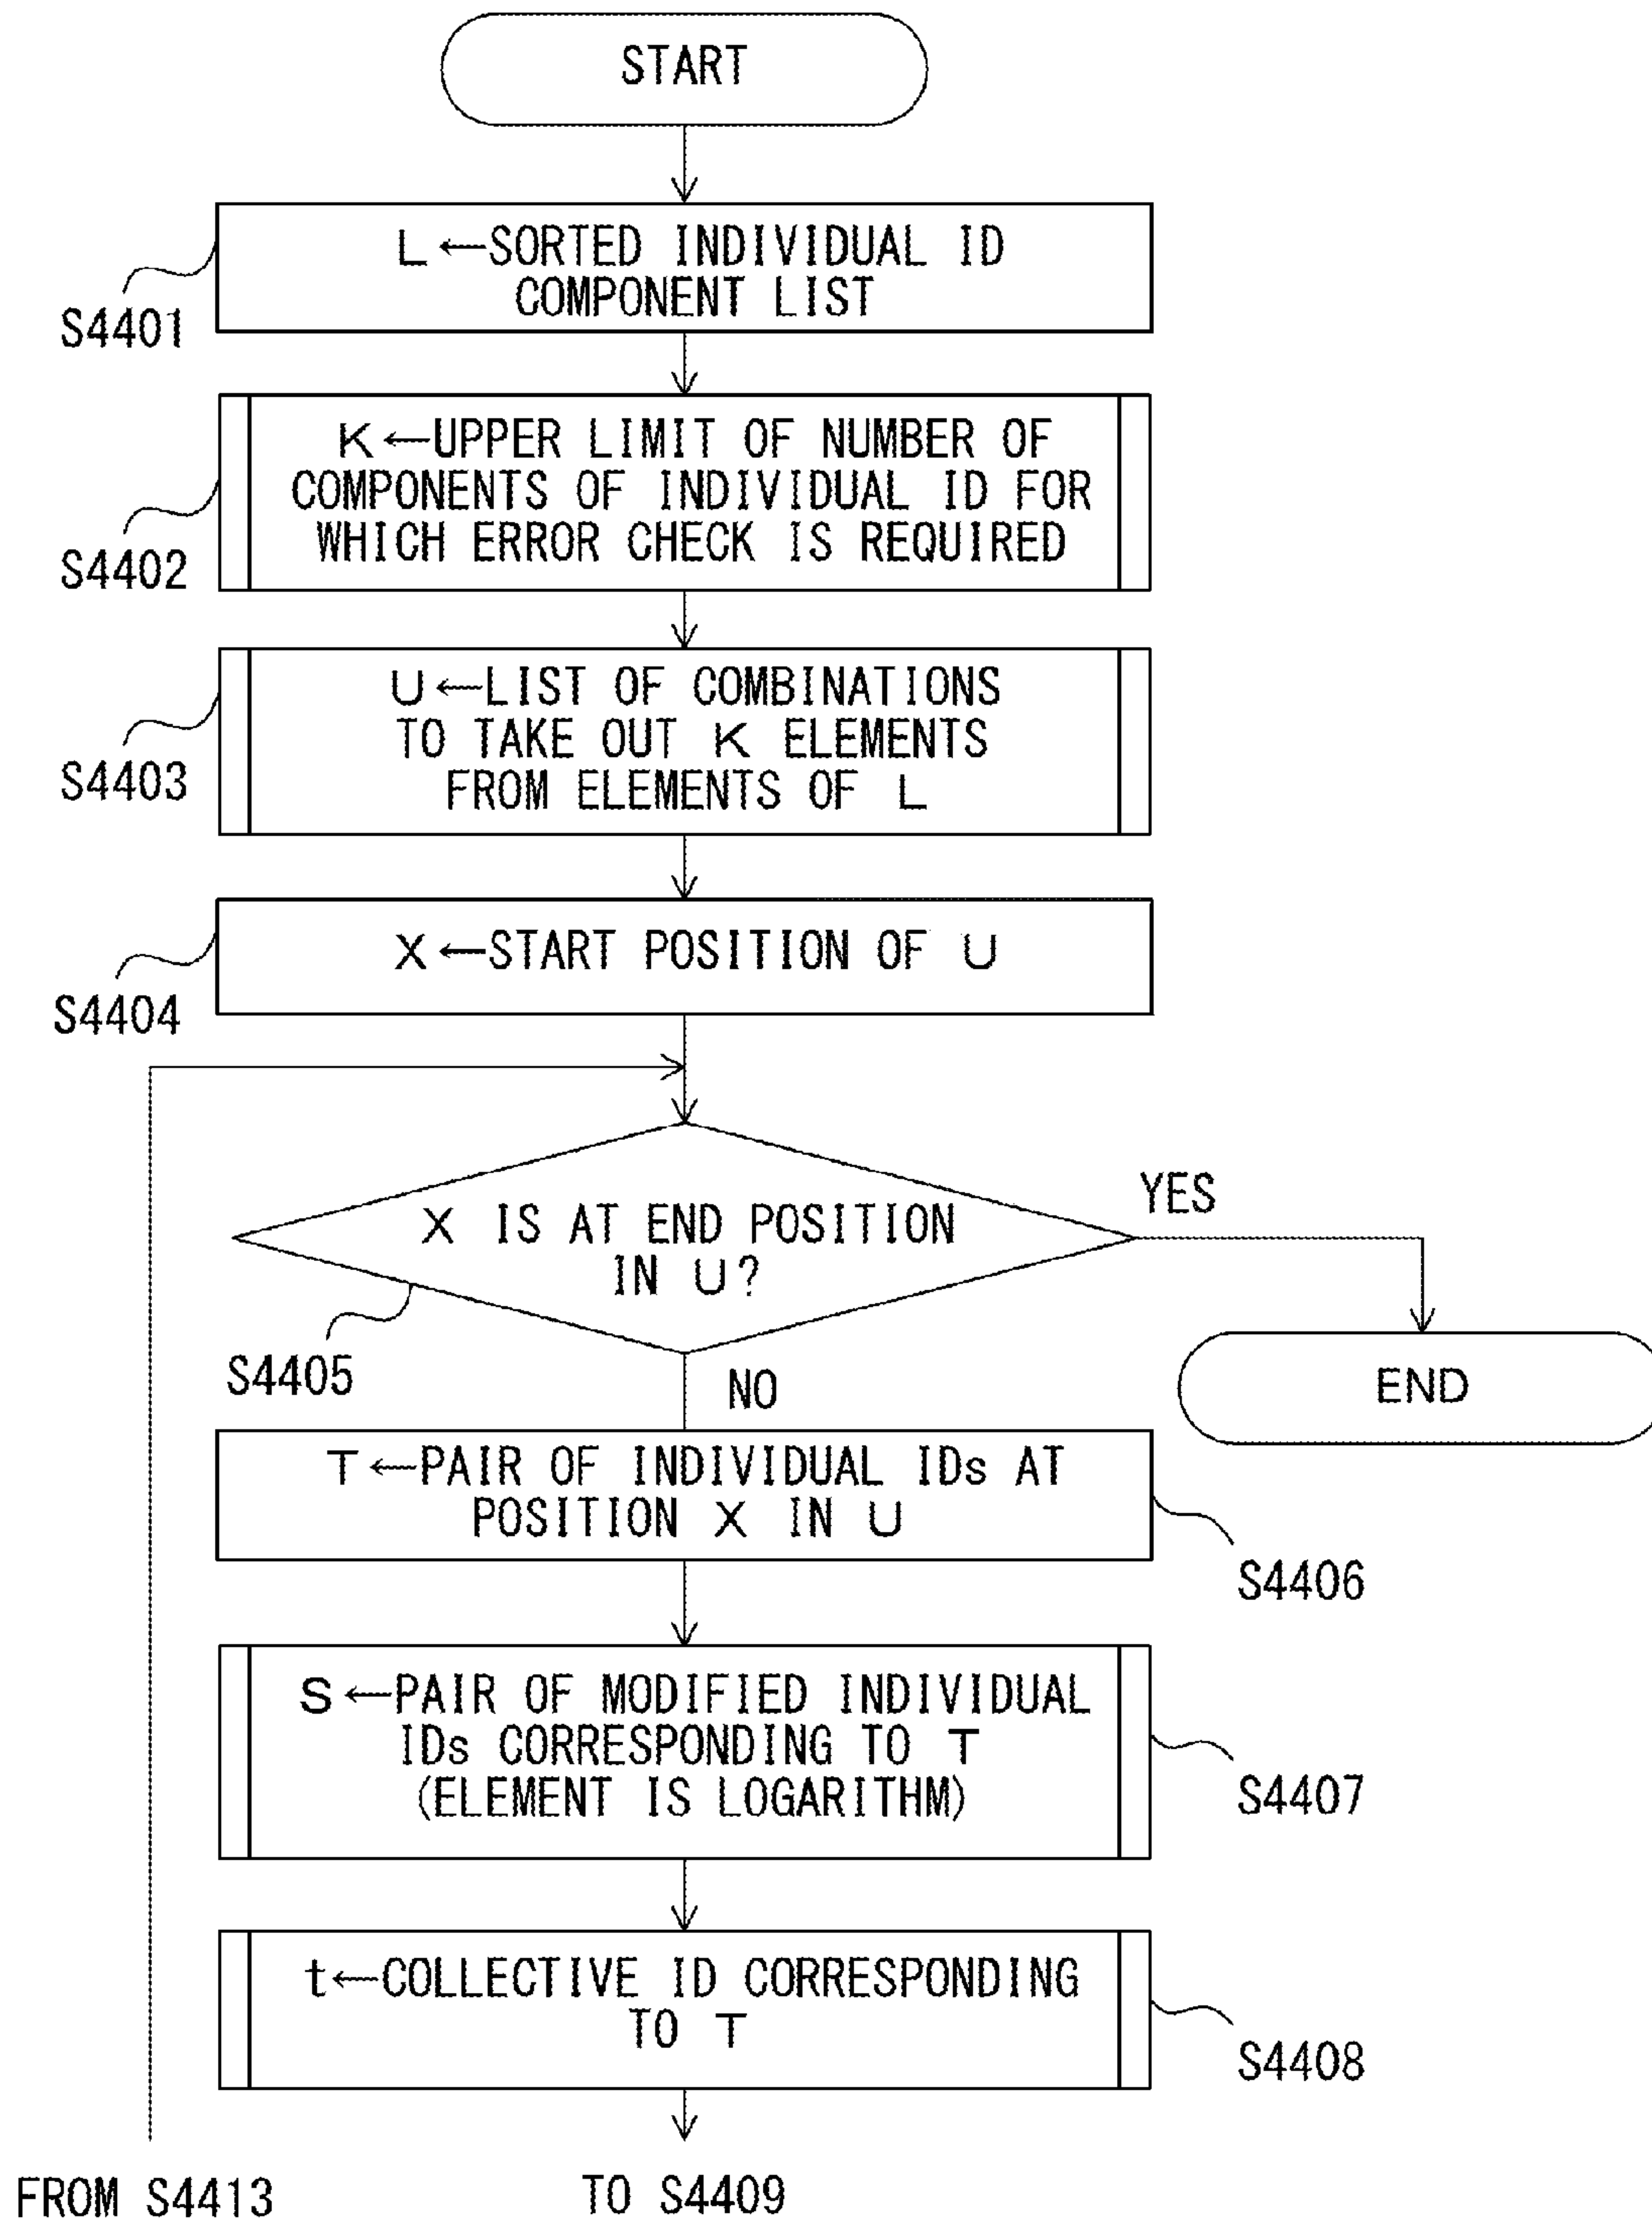 START
L←SORTED INDIVIDUAL ID
COMPONENT LIST
S4401
K←UPPER LIMIT OF NUMBER OF
COMPONENTS OF INDIVIDUAL ID FOR
WHICH ERROR CHECK IS REQUIRED
S4402
U←LIST OF COMBINATIONS
TO TAKE OUT K ELEMENTS
FROM ELEMENTS OF L
S4403
X←START POSITION OF U
S4404
X IS AT END POSITION
IN U?
YES
S4405
NO
END
T←PAIR OF INDIVIDUAL IDs AT
POSITION X IN U
S4406
S←PAIR OF MODIFIED INDIVIDUAL
IDs CORRESPONDING TO T
(ELEMENT IS LOGARITHM)
S4407
t←COLLECTIVE ID CORRESPONDING
TO T
S4408
FROM S4413
TO S4409